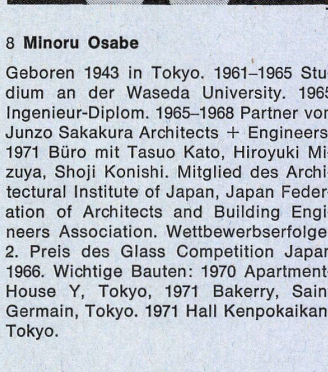 8 Minoru Osabe
Geboren 1943 in Tokyo. 1961–1965 Stu-
dium an der Waseda University. 1965
Ingenieur-Diplom. 1965–1968 Partner von
Junzo Sakakura Architects + Engineers.
1971 Büro mit Tasuo Kato, Hiroyuki Mi-
zuya, Shoji Konishi. Mitglied des Archi-
tectural Institute of Japan, Japan Feder-
ation of Architects and Building Engi-
neers Association. Wettbewerbserfolge:
2. Preis des Glass Competition Japan
1966. Wichtige Bauten: 1970 Apartment-
House Y, Tokyo, 1971 Bakerry, Saint
Germain, Tokyo. 1971 Hall Kenpokaikan,
Tokyo.